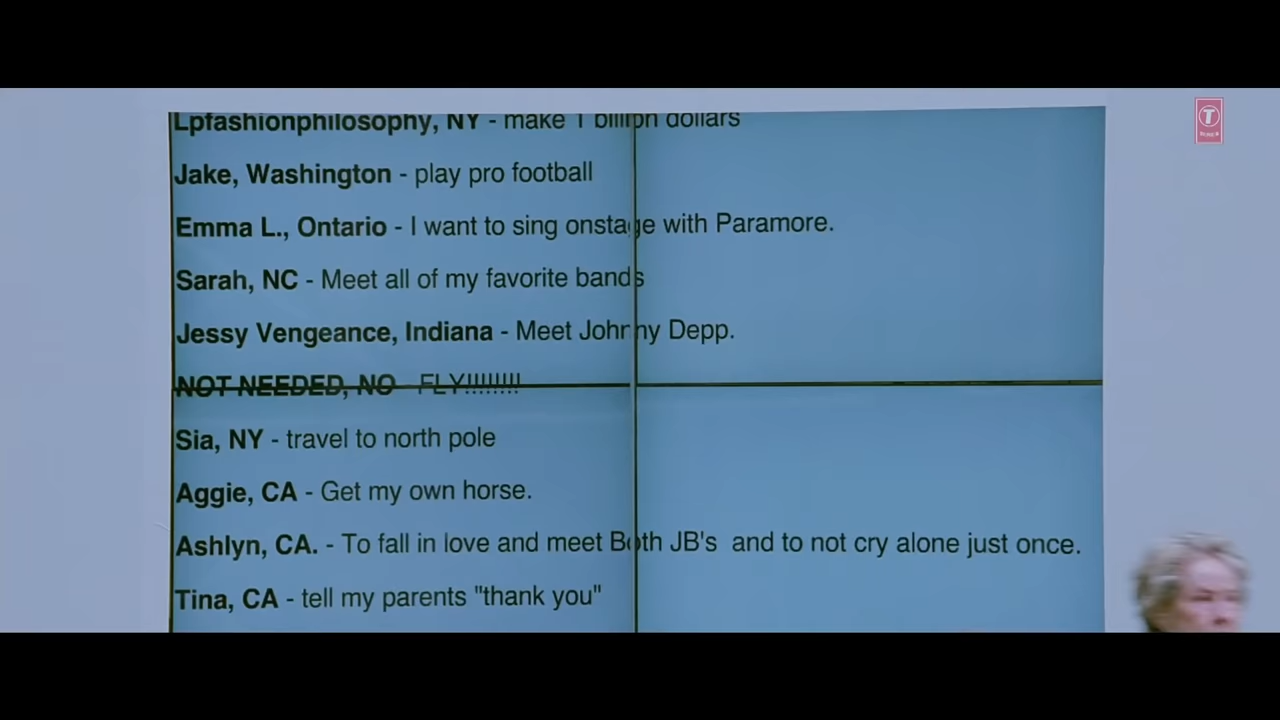 Lpfashionphilosophy, NY - make 1 billion dollars
Jake, Washington - play pro football
Emma L., Ontario - I want to sing onstage with Paramore.
Sarah, NC - Meet all of my favorite bands
Jessy Vengeance, Indiana - Meet Johnny Depp.
NOT NEEDED, NO - FLY!!!!!!!!
Sia, NY - travel to north pole
Aggie, CA - Get my own horse.
Ashlyn, CA. - To fall in love and meet Both JB's  and to not cry alone just once.
Tina, CA - tell my parents "thank you"
T